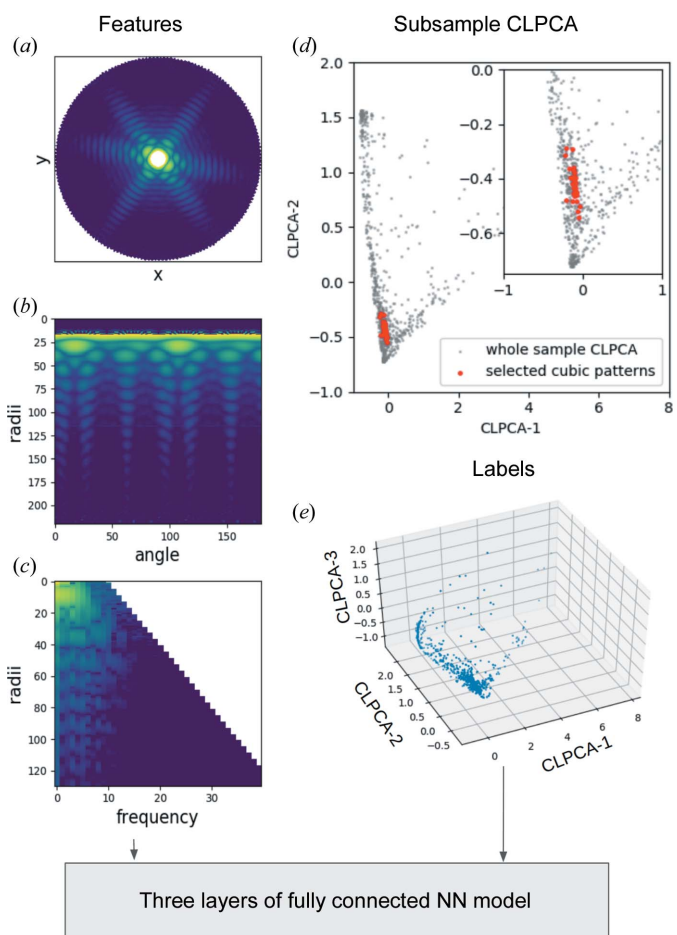 Features
Subsample CLPCA
(a)
y
x
(b)
0
25
50
75
100
125
150
175
200
radii
0
50
100
150
angle
(c)
0
20
40
60
80
100
120
radii
0
10
20
30
frequency
(d)
2.0
1.5
1.0
0.5
0.0
−0.5
−1.0
CLPCA-2
0.0
−0.2
−0.4
−0.6
−1
0
1
whole sample CLPCA
selected cubic patterns
0
2
4
6
8
CLPCA-1
Labels
(e)
CLPCA-3
2.0
1.5
1.0
0.5
0.0
−0.5
−1.0
CLPCA-2
2.0
1.5
1.0
0.5
0.0
−0.5
0
2
4
6
8
CLPCA-1
Three layers of fully connected NN model